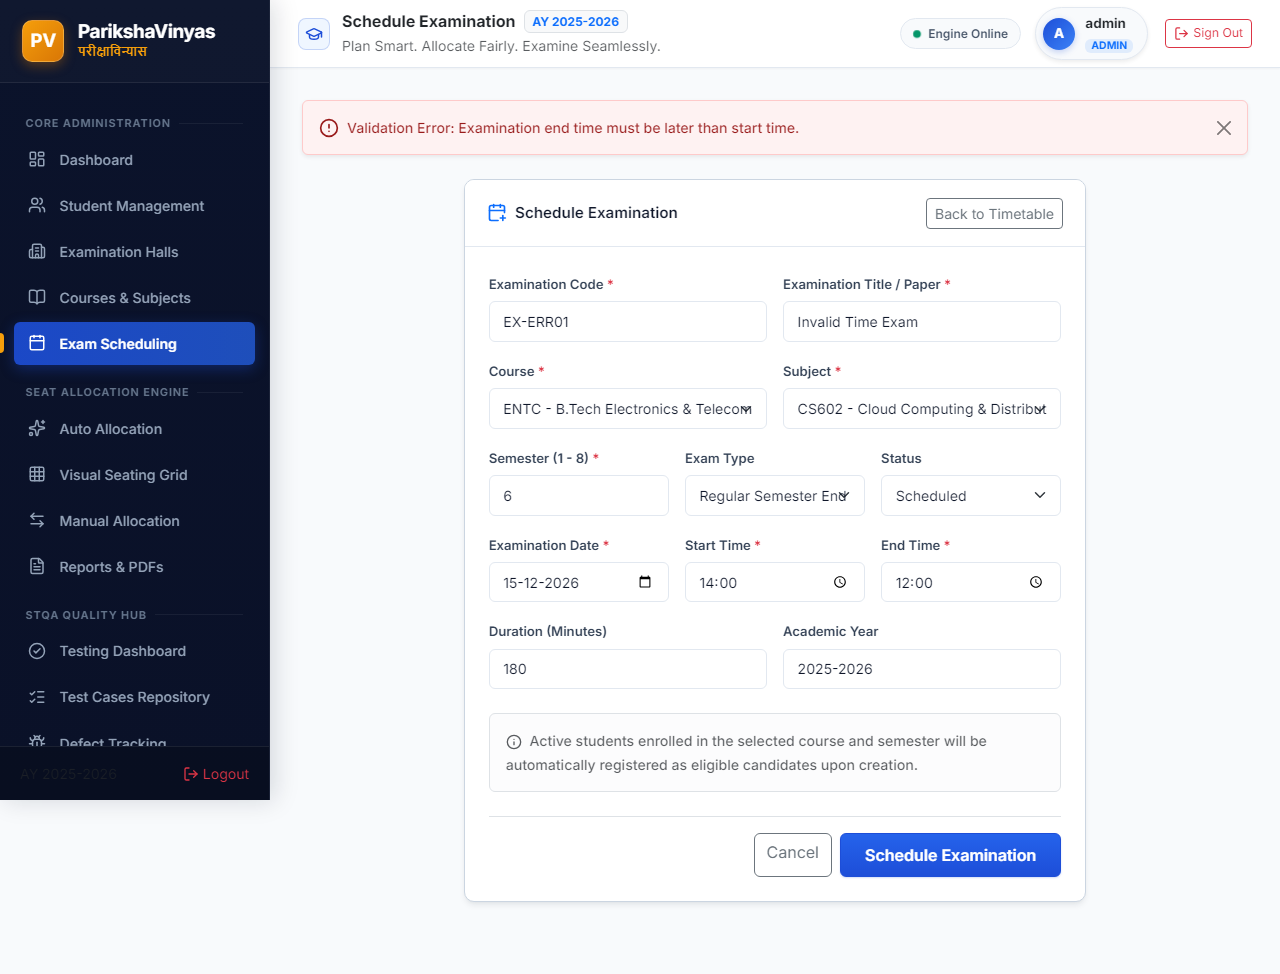 PV
ParikshaVinyas
परीक्षाविन्यास
CORE ADMINISTRATION
Dashboard
Student Management
Examination Halls
Courses & Subjects
Exam Scheduling
SEAT ALLOCATION ENGINE
Auto Allocation
Visual Seating Grid
Manual Allocation
Reports & PDFs
STQA QUALITY HUB
Testing Dashboard
Test Cases Repository
Defect Tracking
AY 2025-2026
Logout
Schedule Examination AY 2025-2026
Plan Smart. Allocate Fairly. Examine Seamlessly.
Engine Online
A
admin
ADMIN
Sign Out
Validation Error: Examination end time must be later than start time.
Schedule Examination
Back to Timetable
Examination Code * Examination Title / Paper *
EX-ERR01 Invalid Time Exam
Course * Subject *
ENTC - B.Tech Electronics & Telecom CS602 - Cloud Computing & Distribut
Semester (1 - 8) * Exam Type Status
6 Regular Semester End Scheduled
Examination Date * Start Time * End Time *
15-12-2026 14:00 12:00
Duration (Minutes) Academic Year
180 2025-2026
Active students enrolled in the selected course and semester will be
automatically registered as eligible candidates upon creation.
Cancel Schedule Examination